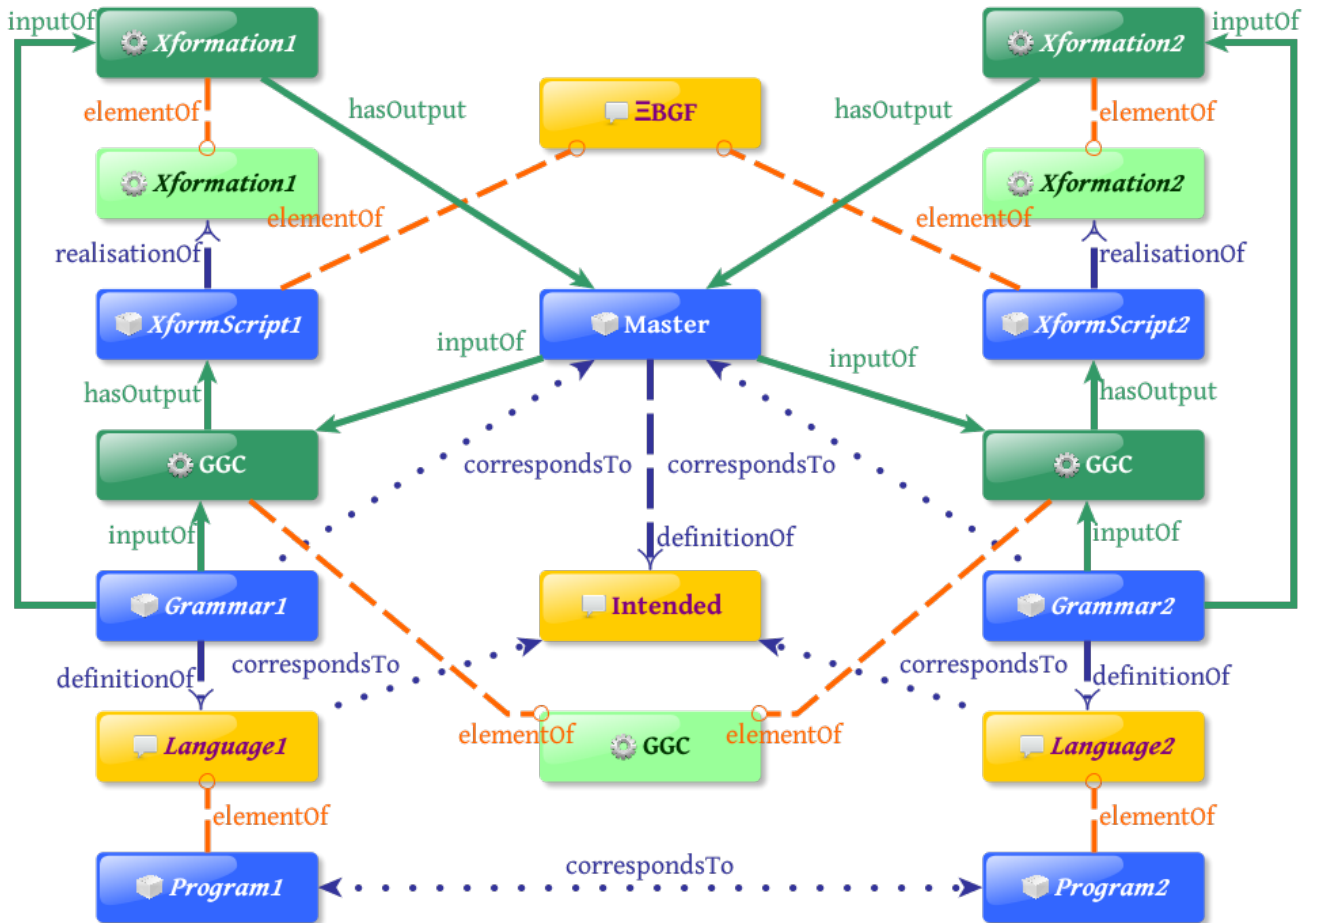 inputOf
Xformation1
Xformation2
inputOf
elementOf
hasOutput
ΞBGF
hasOutput
elementOf
Xformation1
Xformation2
elementOf
elementOf
realisationOf
realisationOf
XformScript1
Master
XformScript2
inputOf
inputOf
hasOutput
hasOutput
GGC
correspondsTo
correspondsTo
GGC
inputOf
definitionOf
inputOf
Grammar1
Intended
Grammar2
definitionOf
correspondsTo
correspondsTo
definitionOf
Language1
elementOf
GGC
elementOf
Language2
elementOf
elementOf
correspondsTo
Program1
Program2